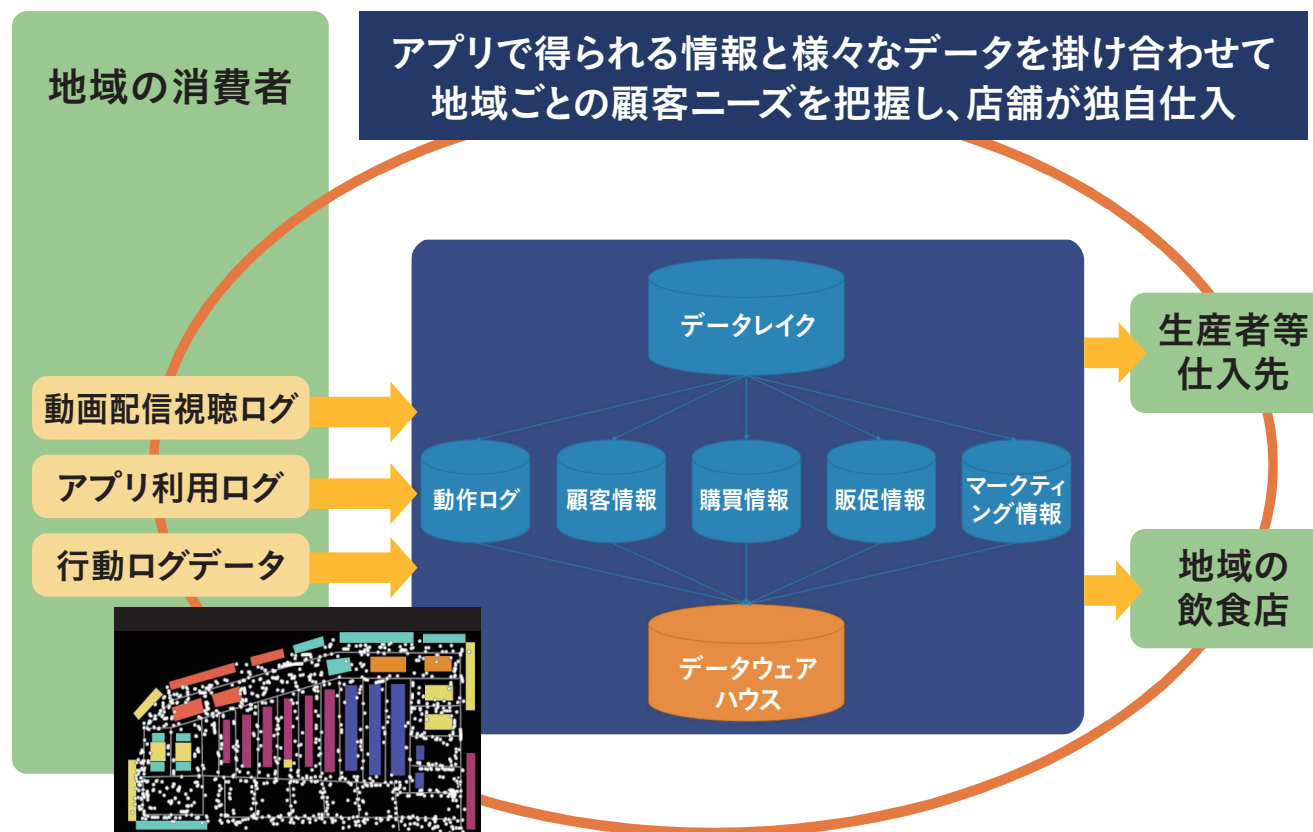 地域の消費者
アプリで得られる情報と様々なデータを掛け合わせて
地域ごとの顧客ニーズを把握し、店舗が独自仕入
動画配信視聴ログ
アプリ利用ログ
行動ログデータ
データレイク
動作ログ
顧客情報
購買情報
販促情報
マークティ
ング情報
データウェア
ハウス
生産者等
仕入先
地域の
飲食店